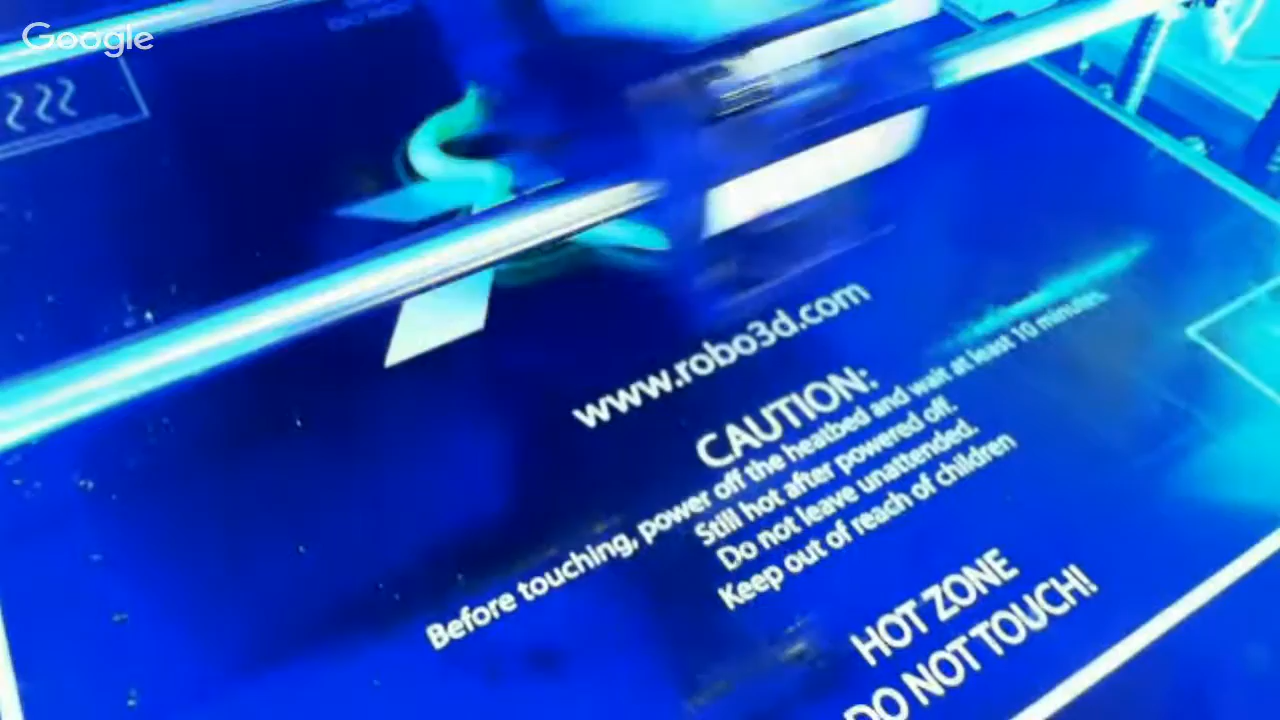 Google
www.robo3d.com
CAUTION:
Before touching, power off the heatbed and wait at least 10 minutes.
Still hot after powered off.
Do not leave unattended.
Keep out of reach of children
HOT ZONE
DO NOT TOUCH!